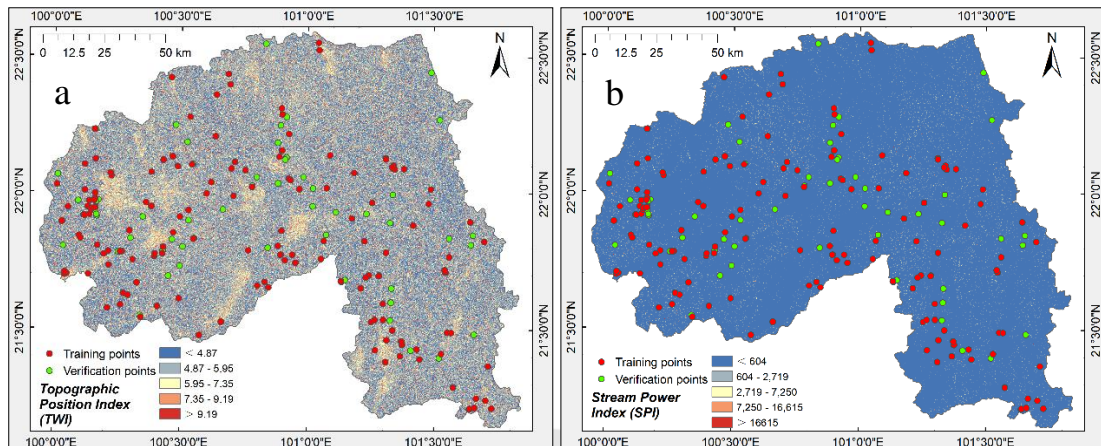 100°0'0"E 100°30'0"E 101°0'0"E 101°30'0"E
0 12.5 25 50 km
N
a
22°30'0"N
22°0'0"N
21°30'0"N
Training points
Verification points
Topographic
Position Index
(TWI)
< 4.87
4.87 - 5.95
5.95 - 7.35
7.35 - 9.19
> 9.19
100°0'0"E 100°30'0"E 101°0'0"E 101°30'0"E
100°0'0"E 100°30'0"E 101°0'0"E 101°30'0"E
0 12.5 25 50 km
N
b
22°30'0"N
22°0'0"N
21°30'0"N
Training points
Verification points
Stream Power
Index (SPI)
< 604
604 - 2,719
2,719 - 7,250
7,250 - 16,615
> 16615
100°0'0"E 100°30'0"E 101°0'0"E 101°30'0"E